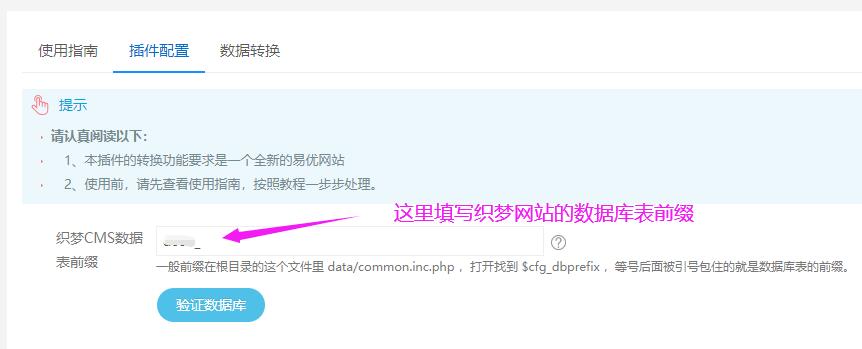 使用指南 插件配置 数据转换
提示
请认真阅读以下：
1、本插件的转换功能要求是一个全新的易优网站
2、使用前，请先查看使用指南，按照教程一步步处理。
这里填写织梦网站的数据库表前缀
织梦CMS数据
表前缀
一般前缀在根目录的这个文件里 data/common.inc.php ，打开找到 $cfg_dbprefix ，等号后面被引号包住的就是数据库表的前缀。
验证数据库